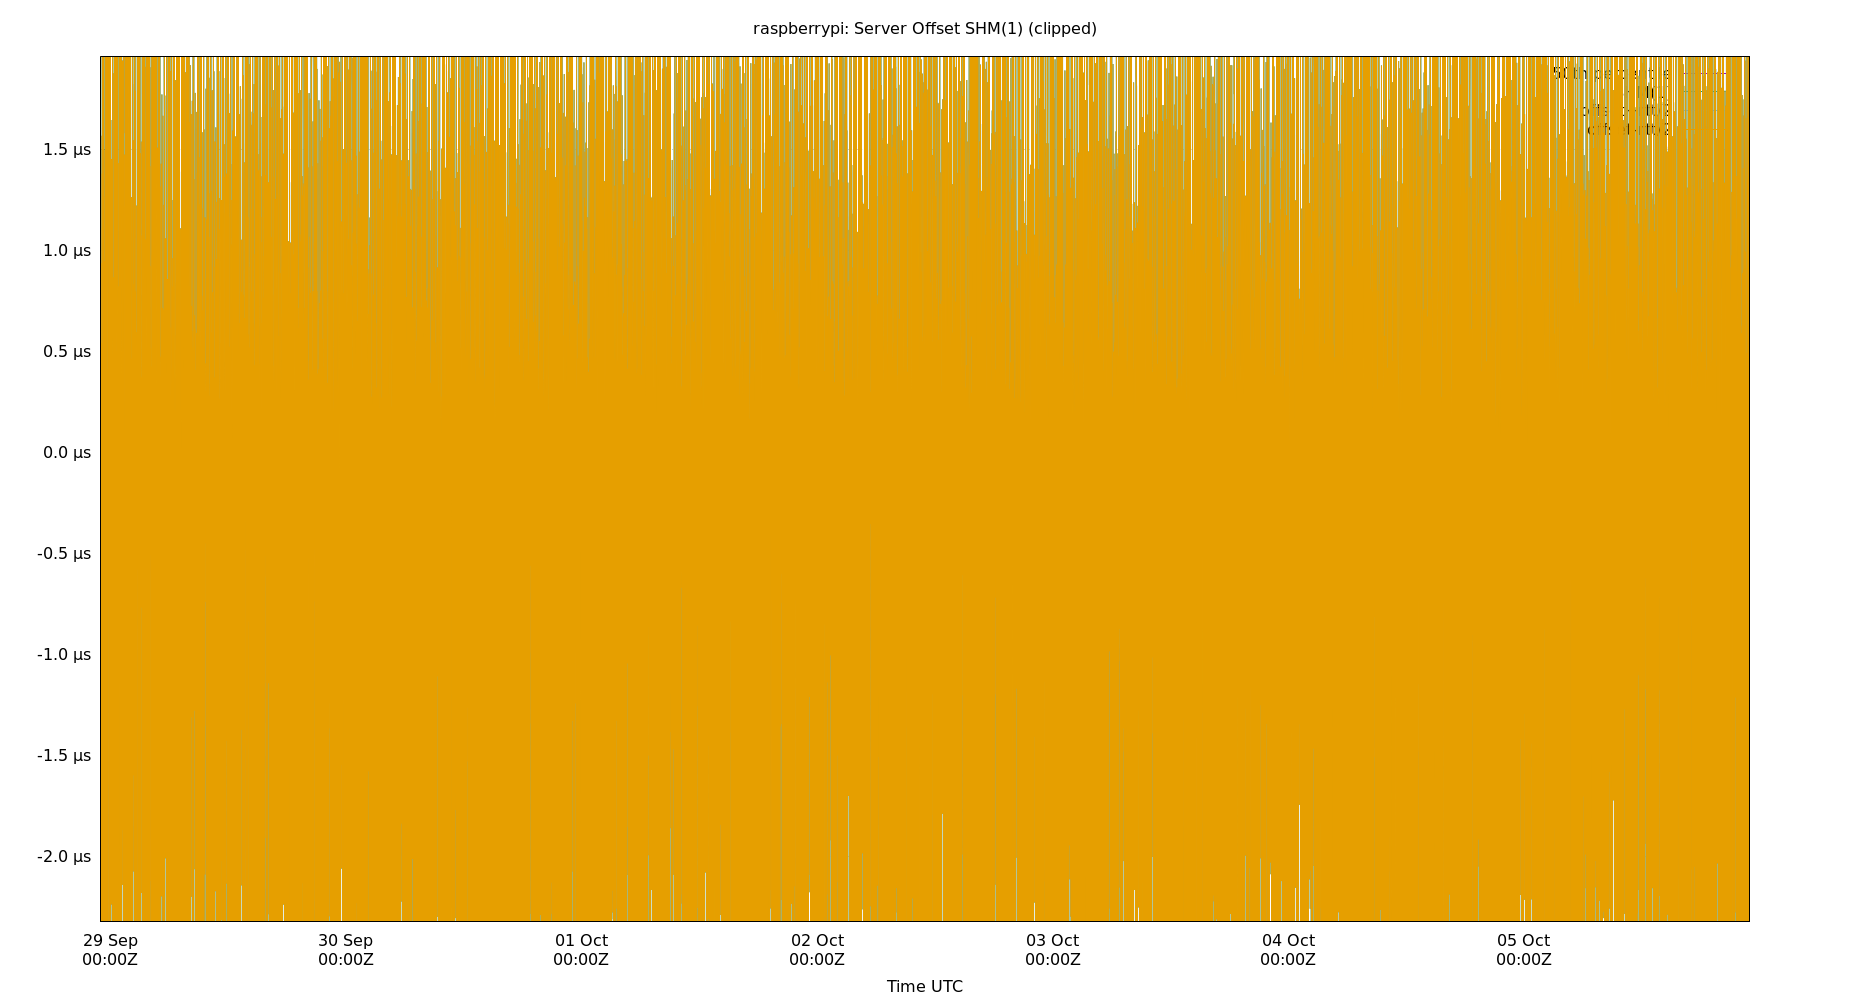 raspberrypi: Server Offset SHM(1) (clipped)
1.5 µs
1.0 µs
0.5 µs
0.0 µs
-0.5 µs
-1.0 µs
-1.5 µs
-2.0 µs
29 Sep 30 Sep 01 Oct 02 Oct 03 Oct 04 Oct 05 Oct
00:00Z 00:00Z 00:00Z 00:00Z 00:00Z 00:00Z 00:00Z
Time UTC